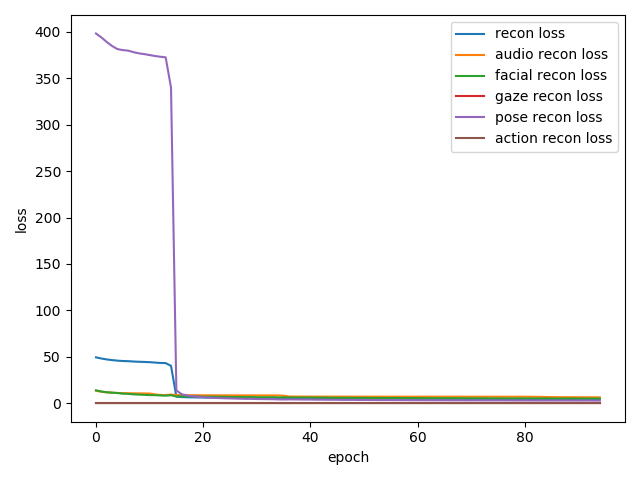 400
350
300
250
200
150
100
50
0
loss
0 20 40 60 80
epoch
recon loss
audio recon loss
facial recon loss
gaze recon loss
pose recon loss
action recon loss